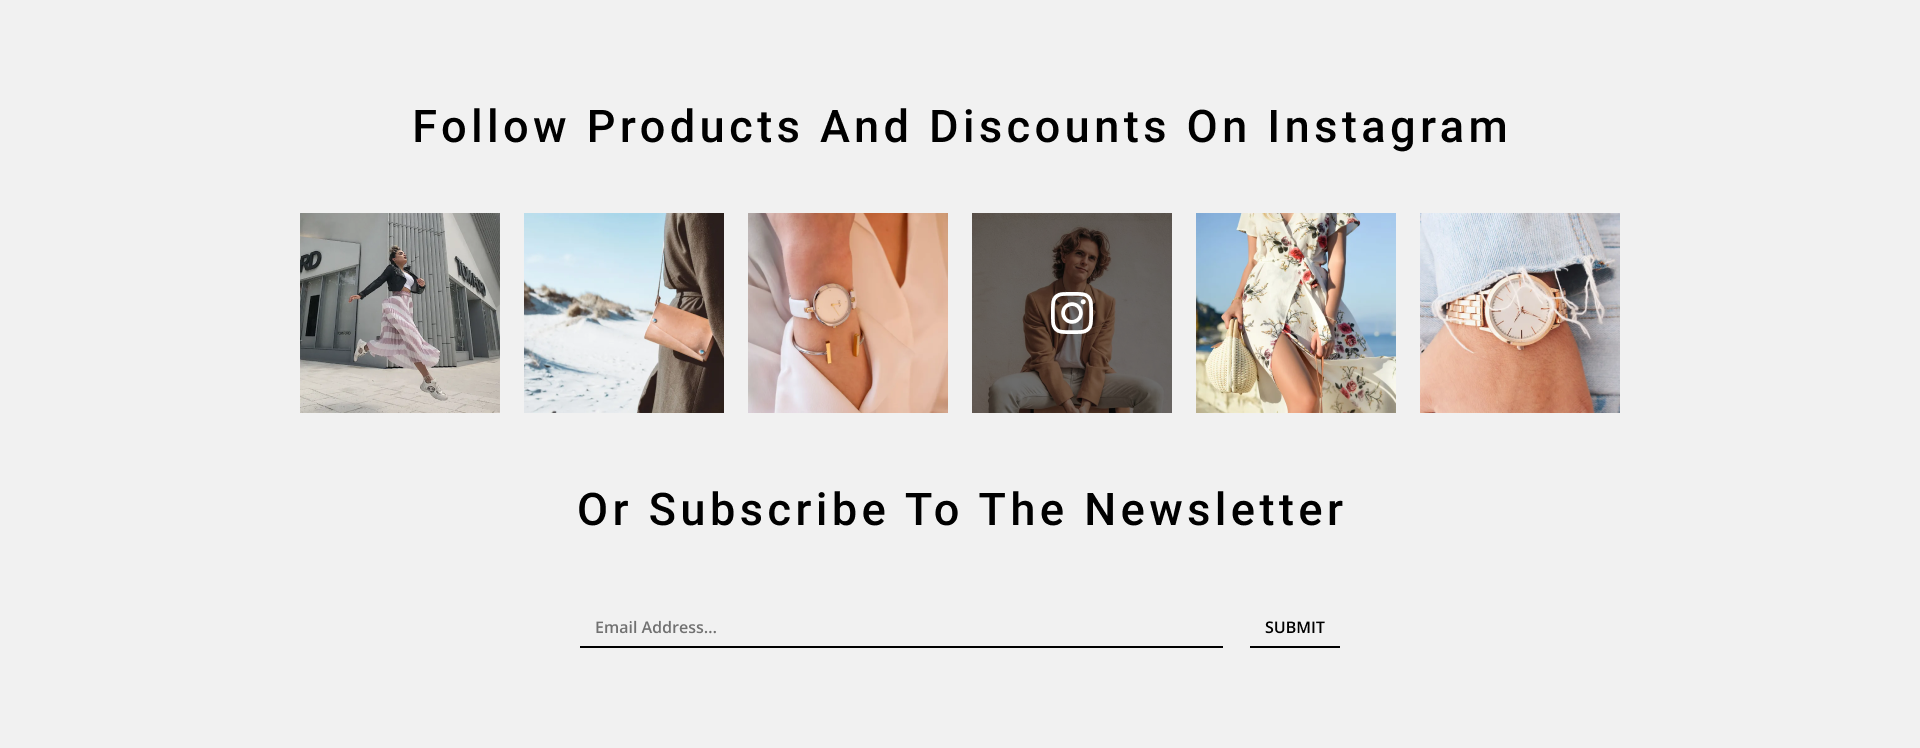 Follow Products And Discounts On Instagram
Or Subscribe To The Newsletter
Email Address...
SUBMIT